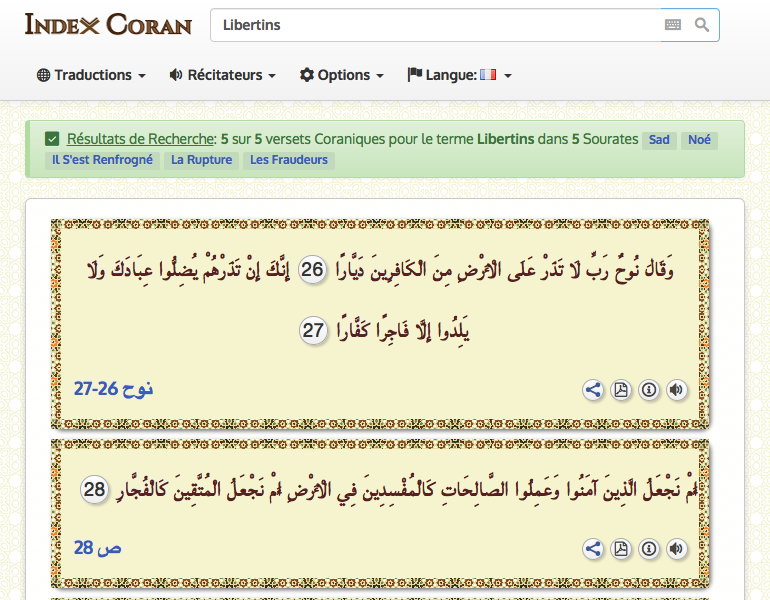 Index Coran
Libertins
Traductions
Récitateurs
Options
Langue:
Résultats de Recherche: 5 sur 5 versets Coraniques pour le terme Libertins dans 5 Sourates Sad Noé
Il S'est Renfrogné La Rupture Les Fraudeurs
وَقَالَ نُوحٌ رَبِّ لَا تَذَرْ عَلَى الْأَرْضِ مِنَ الْكَافِرِينَ دَيَّارًا 26 إِنَّكَ إِنْ تَذَرْهُمْ يُضِلُّوا عِبَادَكَ وَلَا
يَلِدُوا إِلَّا فَاجِرًا كَفَّارًا 27
نوح 26-27
أَمْ نَجْعَلُ الَّذِينَ آمَنُوا وَعَمِلُوا الصَّالِحَاتِ كَالْمُفْسِدِينَ فِي الْأَرْضِ أَمْ نَجْعَلُ الْمُتَّقِينَ كَالْفُجَّارِ 28
ص 28